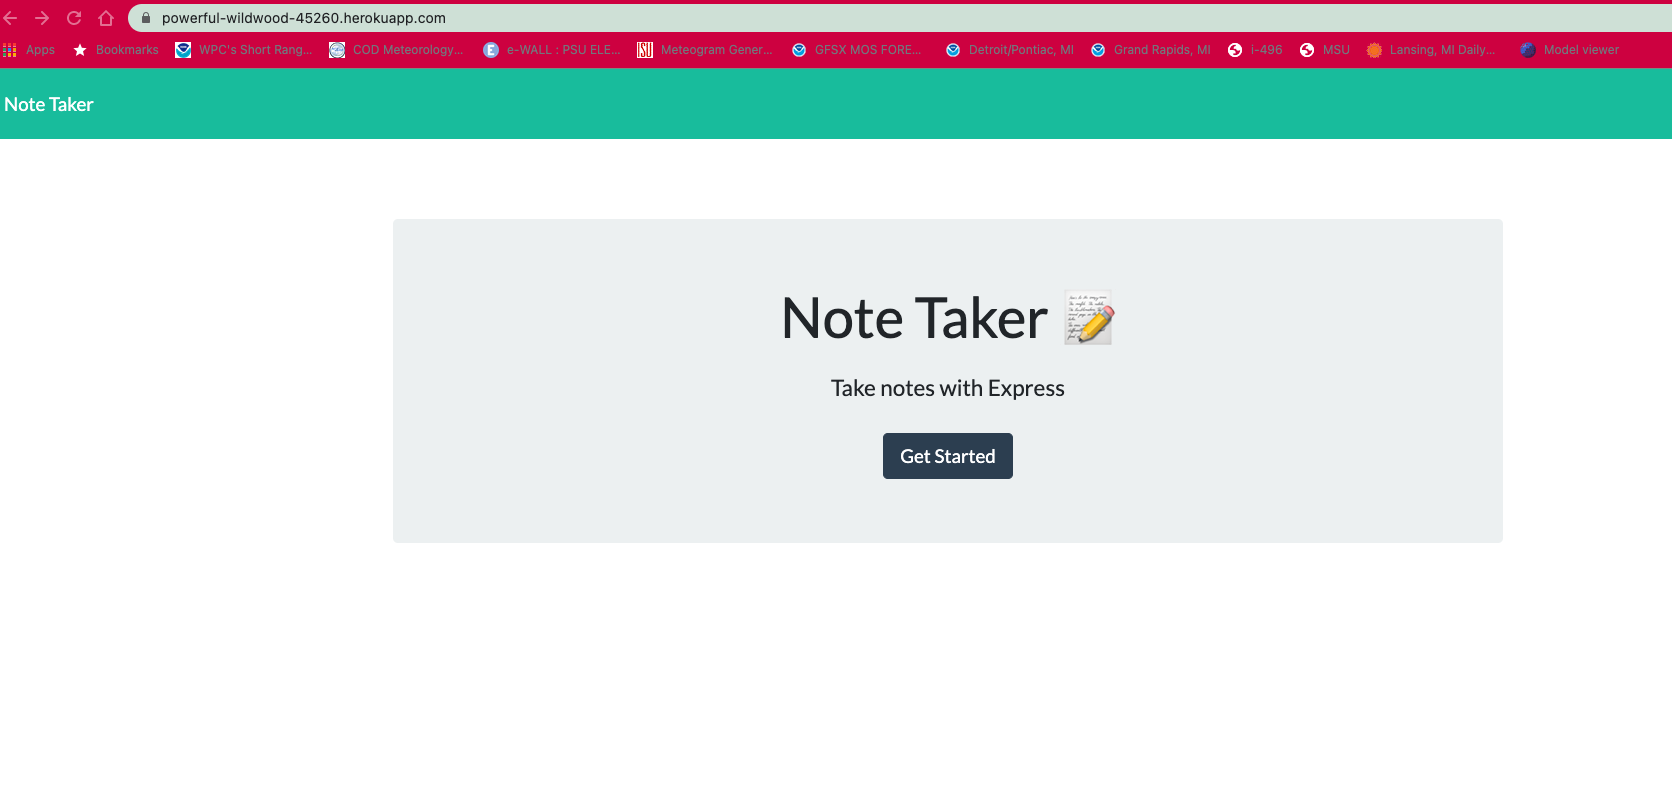 powerful-wildwood-45260.herokuapp.com
Apps Bookmarks WPC's Short Rang... COD Meteorology... e-WALL : PSU ELE... Meteogram Gener... GFSX MOS FORE... Detroit/Pontiac, MI Grand Rapids, MI i-496 MSU Lansing, MI Daily... Model viewer
Note Taker
Note Taker
Take notes with Express
Get Started